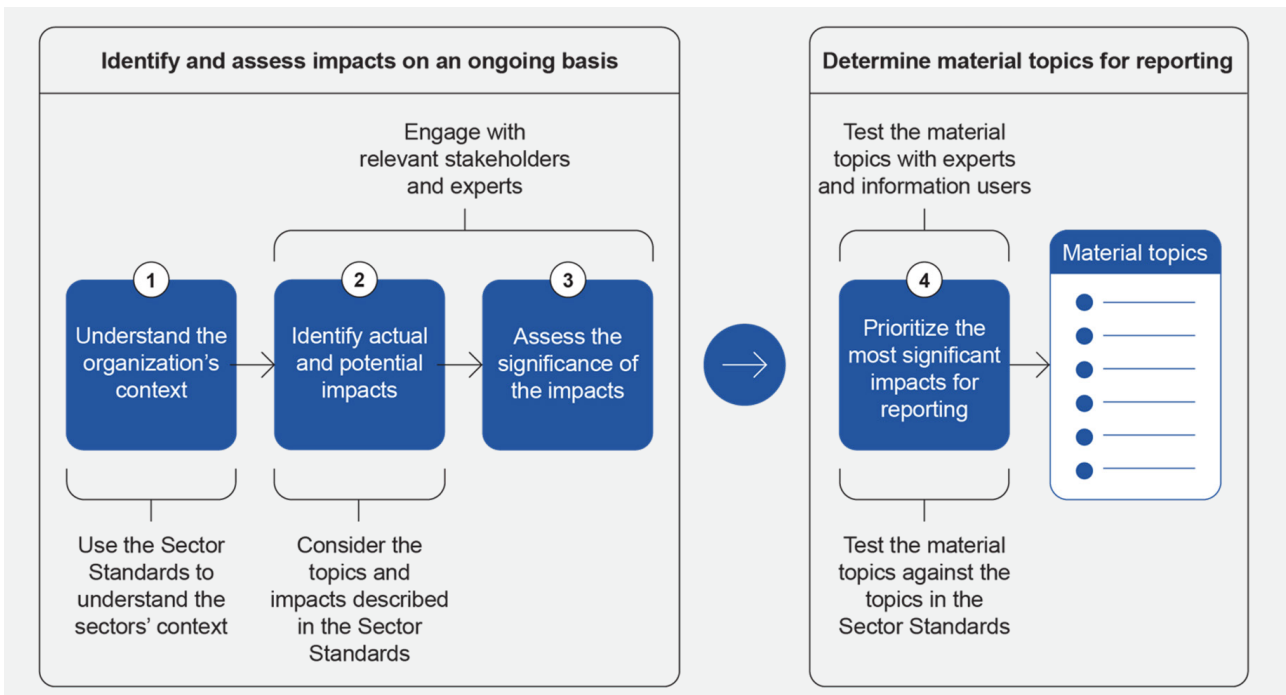 Identify and assess impacts on an ongoing basis
Engage with
relevant stakeholders
and experts
1
Understand the
organization’s
context
2
Identify actual
and potential
impacts
3
Assess the
significance of
the impacts
Use the Sector
Standards to
understand the
sectors’ context
Consider the
topics and
impacts described
in the Sector
Standards
Determine material topics for reporting
Test the material
topics with experts
and information users
4
Prioritize the
most significant
impacts for
reporting
Material topics
Test the material
topics against the
topics in the
Sector Standards